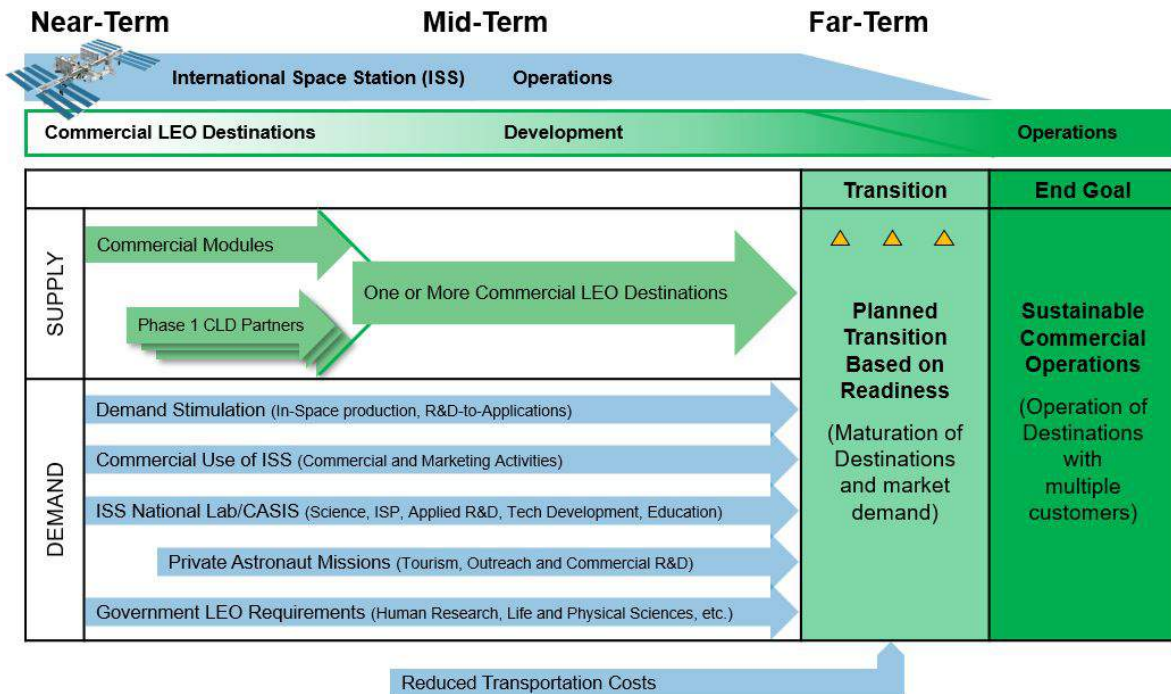 Near-Term Mid-Term Far-Term
International Space Station (ISS) Operations
Commercial LEO Destinations Development Operations
Transition End Goal
SUPPLY
Commercial Modules
Phase 1 CLD Partners
One or More Commercial LEO Destinations
DEMAND
Demand Stimulation (In-Space production, R&D-to-Applications)
Commercial Use of ISS (Commercial and Marketing Activities)
ISS National Lab/CASIS (Science, ISP, Applied R&D, Tech Development, Education)
Private Astronaut Missions (Tourism, Outreach and Commercial R&D)
Government LEO Requirements (Human Research, Life and Physical Sciences, etc.)
Planned
Transition
Based on
Readiness
(Maturation of
Destinations
and market
demand)
Sustainable
Commercial
Operations
(Operation of
Destinations
with
multiple
customers)
Reduced Transportation Costs